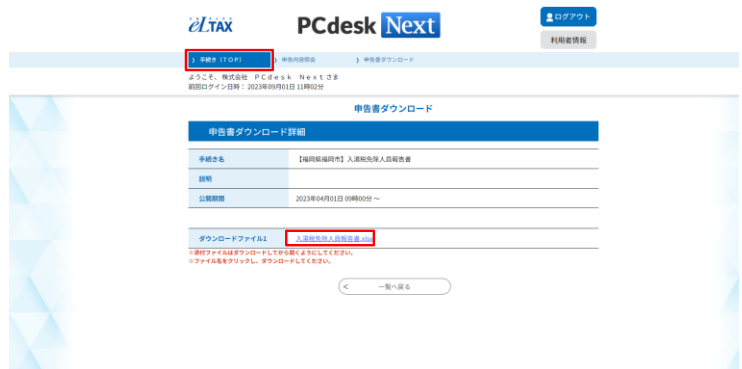 eLTAX
PCdesk Next
ログアウト
利用者情報
手続き（TOP）
申告内容照会
申告書ダウンロード
ようこそ、株式会社 PCdesk Nextさま
前回ログイン日時：2023年09月01日 11時02分
申告書ダウンロード
申告書ダウンロード詳細
手続き名
【福岡県福岡市】入湯税免除人員報告書
説明
公開期間
2023年04月01日 09時00分～
ダウンロードファイル1
入湯税免除人員報告書.xlsx
※添付ファイルはダウンロードしてから開くようにしてください。
※ファイル名をクリックし、ダウンロードしてください。
< 一覧へ戻る